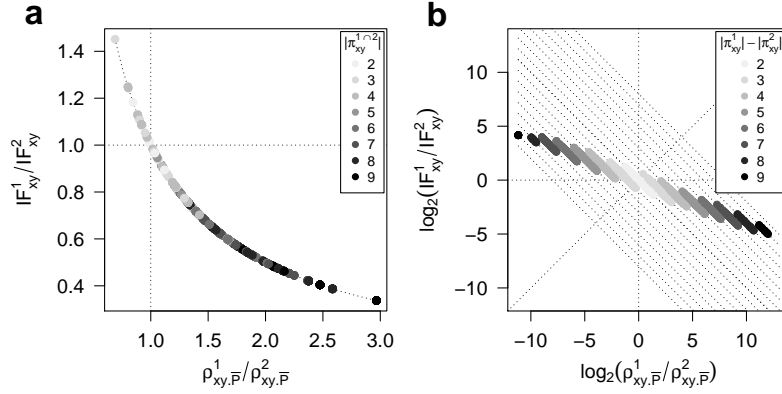 a
IF¹xy/IF²xy
1.4
1.2
1.0
0.8
0.6
0.4
1.0 1.5 2.0 2.5 3.0
ρ¹xy.P̅/ρ²xy.P̅
|π¹∩²xy|
2
3
4
5
6
7
8
9
b
log₂(IF¹xy/IF²xy)
10
5
0
−5
−10
−10 −5 0 5 10
log₂(ρ¹xy.P̅/ρ²xy.P̅)
|π¹xy|−|π²xy|
2
3
4
5
6
7
8
9